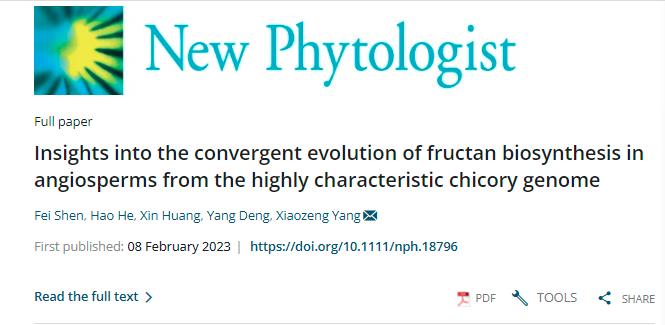 New Phytologist
Full paper
Insights into the convergent evolution of fructan biosynthesis in
angiosperms from the highly characteristic chicory genome
Fei Shen, Hao He, Xin Huang, Yang Deng, Xiaozeng Yang
First published: 08 February 2023 | https://doi.org/10.1111/nph.18796
Read the full text
PDF TOOLS SHARE